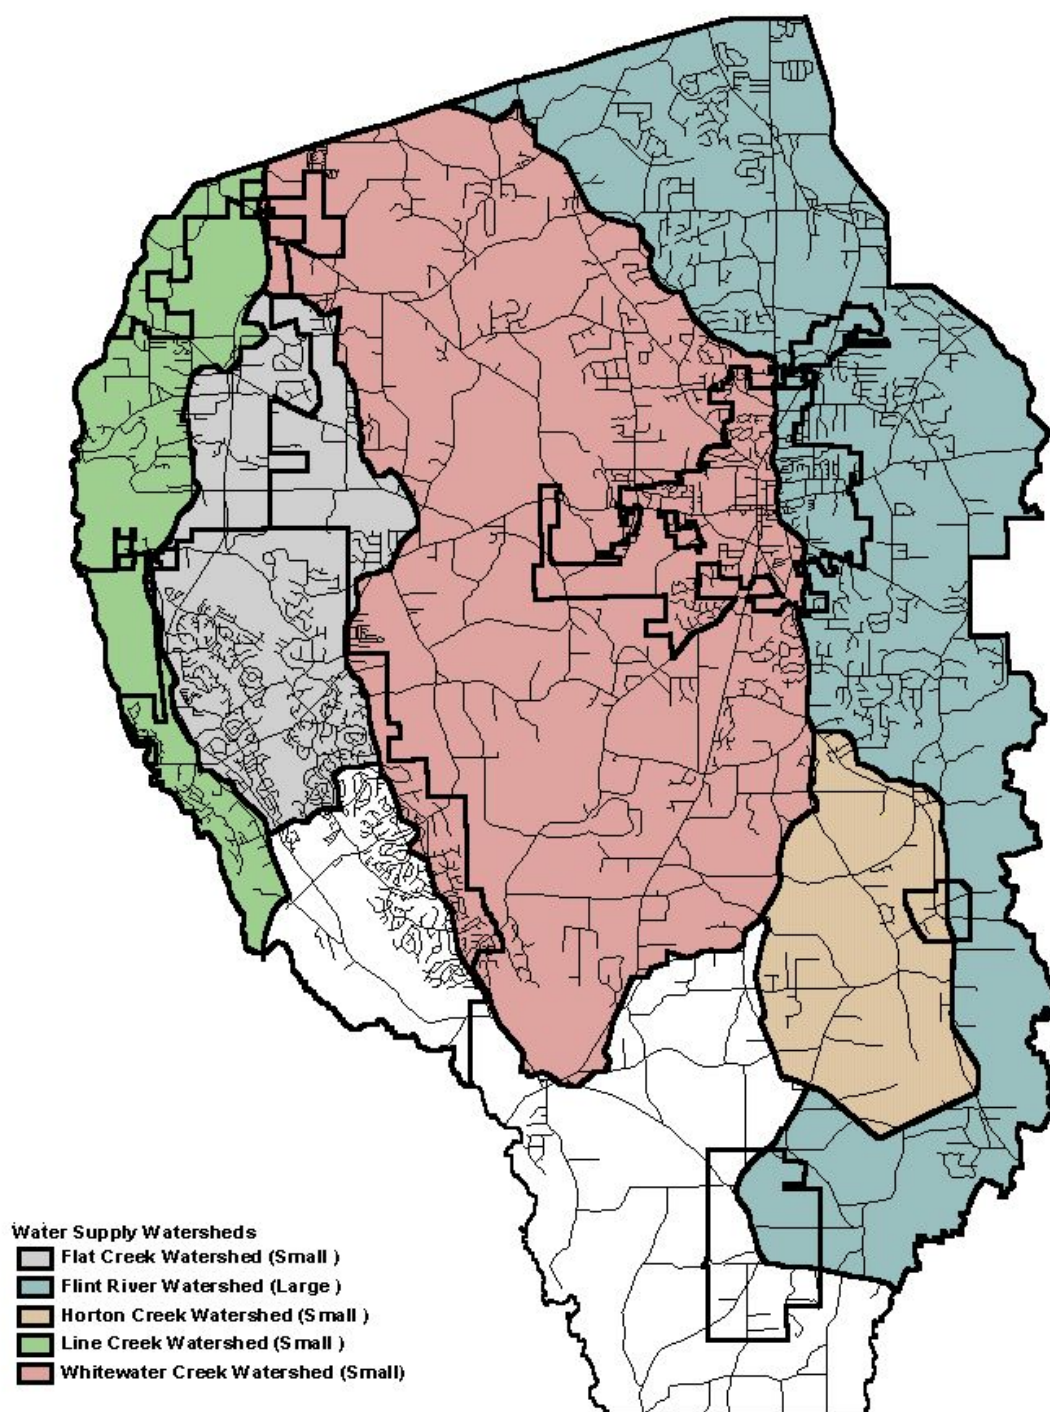 Water Supply Watersheds
Flat Creek Watershed (Small )
Flint River Watershed (Large )
Horton Creek Watershed (Small )
Line Creek Watershed (Small )
Whitewater Creek Watershed (Small)